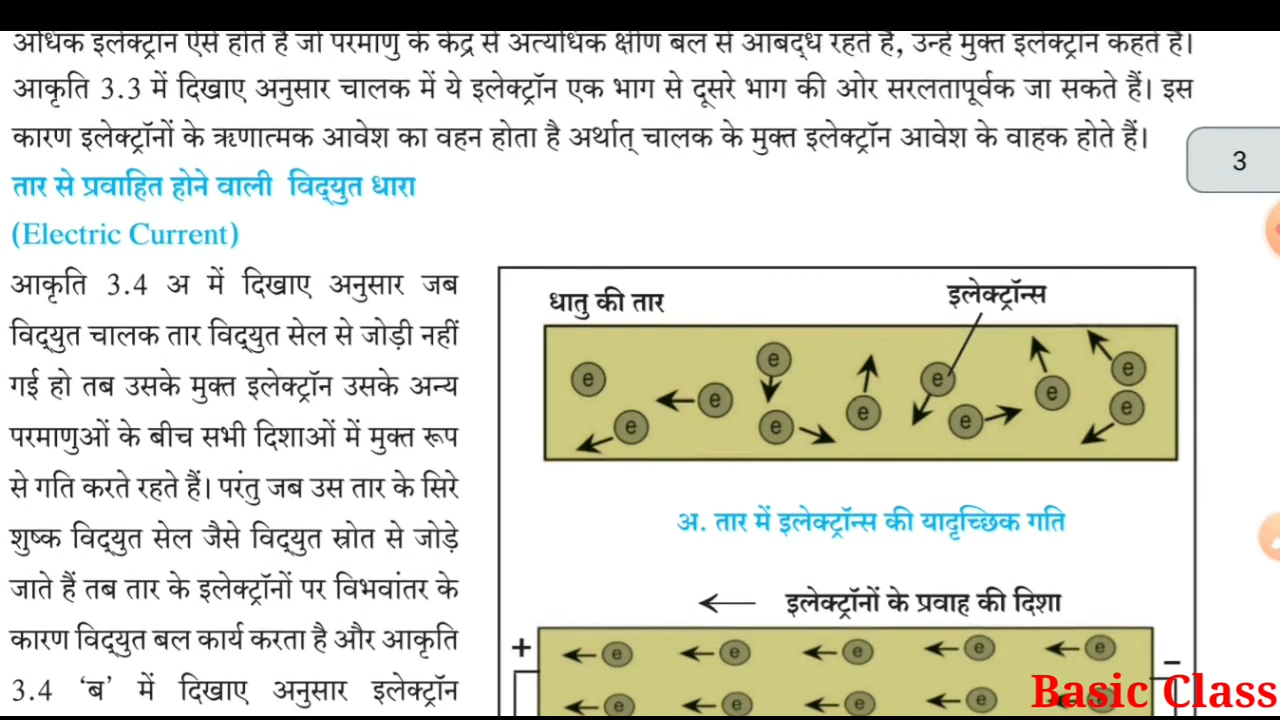 अधिक इलेक्ट्रॉन ऐसे होते हैं जो परमाणु के केंद्र से अत्यधिक क्षीण बल से आबद्ध रहते हैं, उन्हें मुक्त इलेक्ट्रॉन कहते हैं।
आकृति 3.3 में दिखाए अनुसार चालक में ये इलेक्ट्रॉन एक भाग से दूसरे भाग की ओर सरलतापूर्वक जा सकते हैं। इस
कारण इलेक्ट्रॉनों के ऋणात्मक आवेश का वहन होता है अर्थात् चालक के मुक्त इलेक्ट्रॉन आवेश के वाहक होते हैं।
3
तार से प्रवाहित होने वाली विद्युत धारा
(Electric Current)
आकृति 3.4 अ में दिखाए अनुसार जब
विद्युत चालक तार विद्युत सेल से जोड़ी नहीं
गई हो तब उसके मुक्त इलेक्ट्रॉन उसके अन्य
परमाणुओं के बीच सभी दिशाओं में मुक्त रूप
से गति करते रहते हैं। परंतु जब उस तार के सिरे
शुष्क विद्युत सेल जैसे विद्युत स्रोत से जोड़े
जाते हैं तब तार के इलेक्ट्रॉनों पर विभवांतर के
कारण विद्युत बल कार्य करता है और आकृति
3.4 ‘ब’ में दिखाए अनुसार इलेक्ट्रॉन
धातु की तार
इलेक्ट्रॉन्स
e e e e e e e e e e e
अ. तार में इलेक्ट्रॉन्स की यादृच्छिक गति
इलेक्ट्रॉनों के प्रवाह की दिशा
+ −
e e e e e
e e e e e
Basic Class